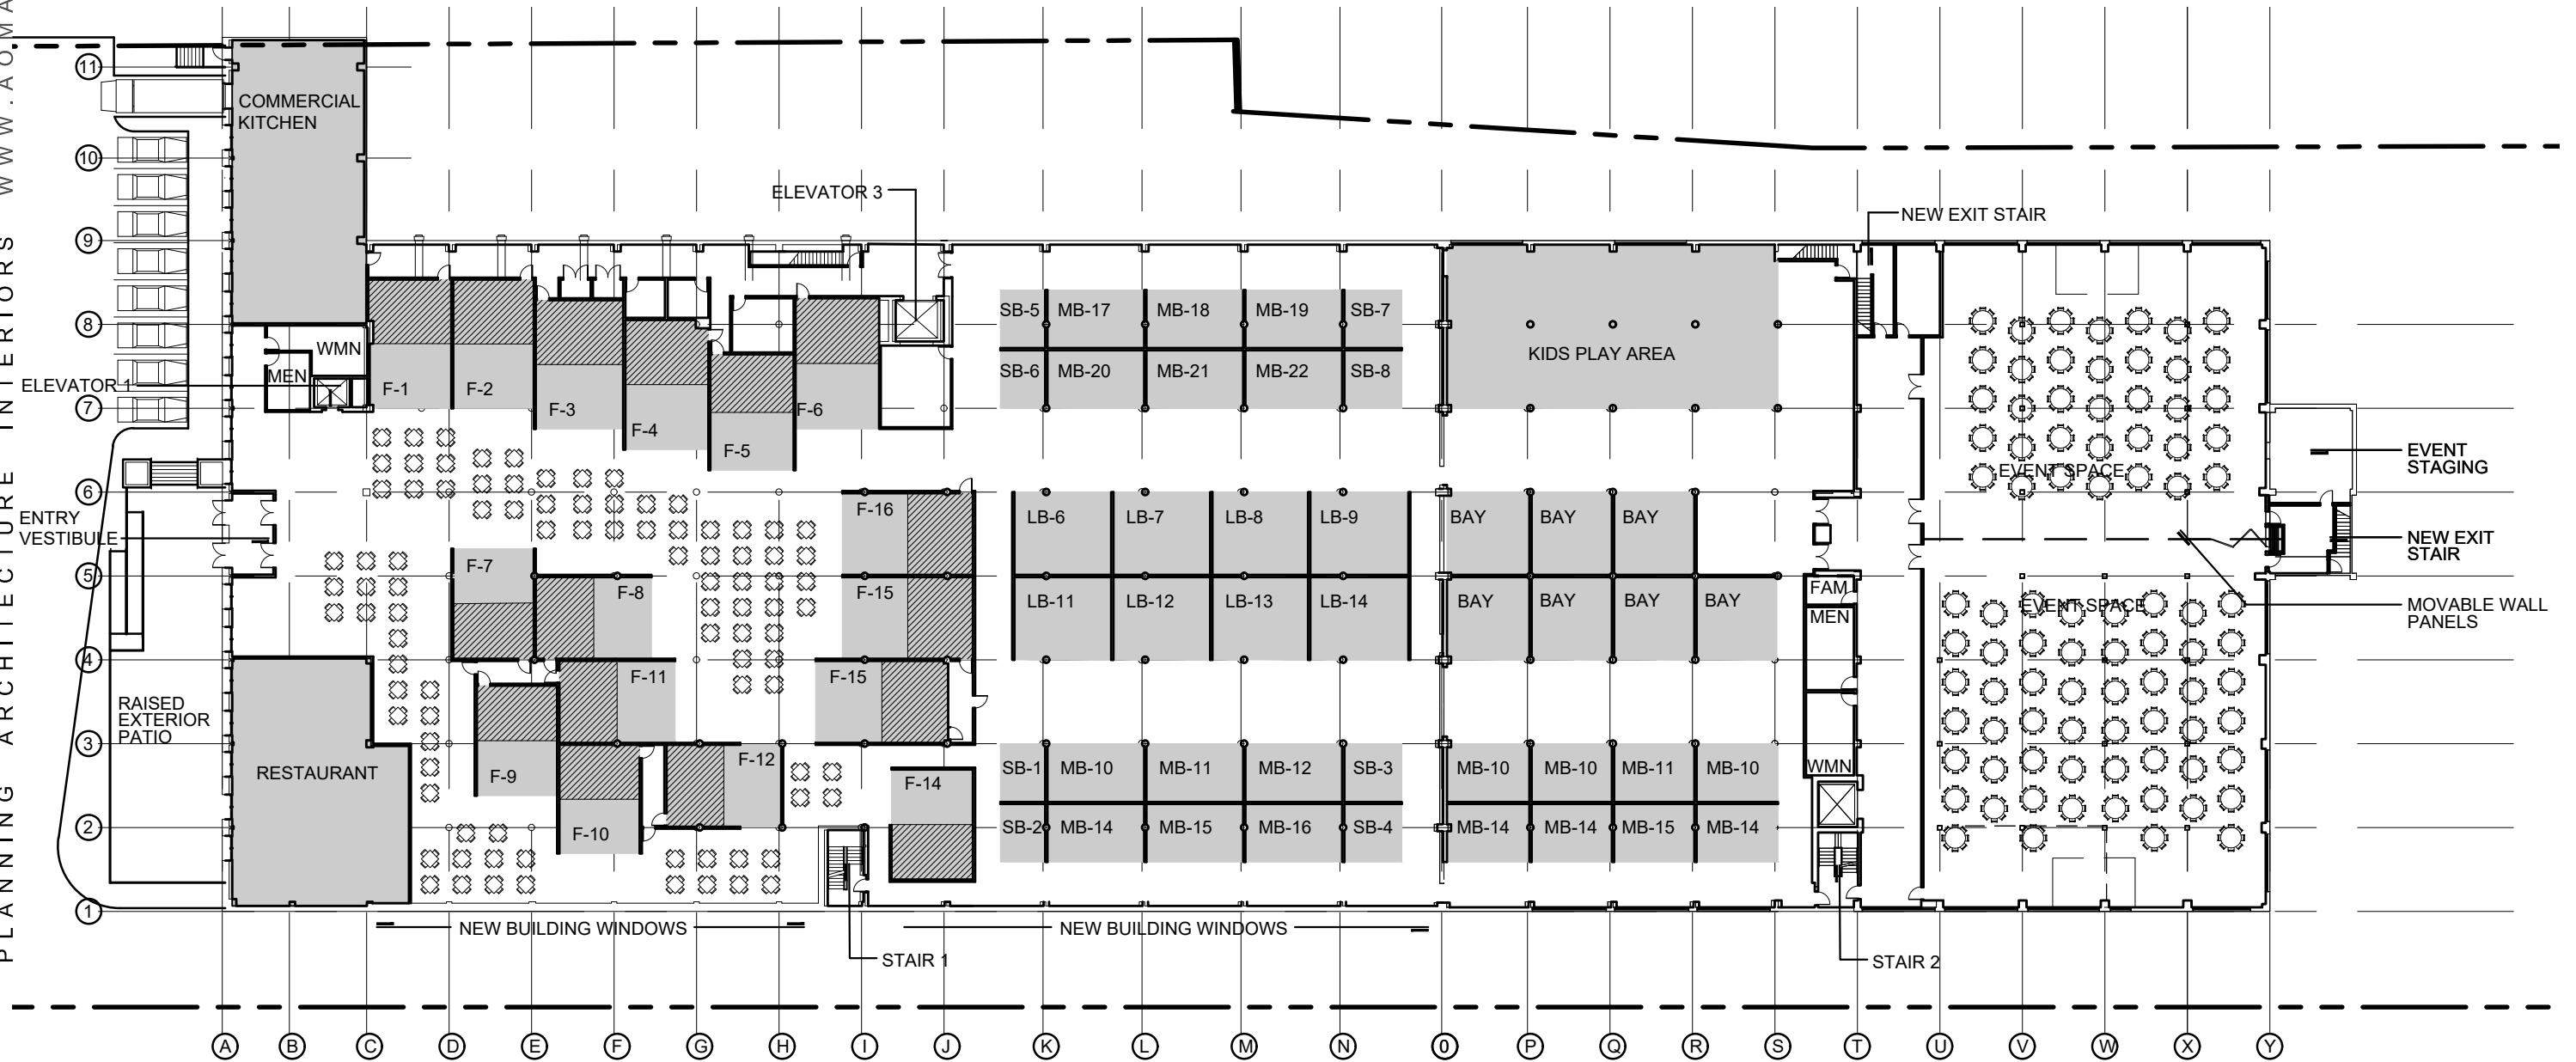 PLANNING ARCHITECTURE INTERIORS WWW.AOMA
11
COMMERCIAL
KITCHEN
10
ELEVATOR 3
NEW EXIT STAIR
9
SB-5 MB-17 MB-18 MB-19 SB-7
8
WMN
KIDS PLAY AREA
MEN
ELEVATOR 1
F-1 F-2 F-3 F-4 F-5 F-6
SB-6 MB-20 MB-21 MB-22 SB-8
7
EVENT
STAGING
EVENT SPACE
6
F-16
LB-6 LB-7 LB-8 LB-9 BAY BAY BAY
ENTRY
VESTIBULE
NEW EXIT
STAIR
5
F-7 F-8 F-15
LB-11 LB-12 LB-13 LB-14 BAY BAY BAY BAY
FAM
MEN
EVENT SPACE
MOVABLE WALL
PANELS
4
F-11 F-15
RAISED
EXTERIOR
PATIO
3
RESTAURANT
F-9 F-12 F-14
SB-1 MB-10 MB-11 MB-12 SB-3 MB-10 MB-10 MB-11 MB-10
WMN
2
F-10
SB-2 MB-14 MB-15 MB-16 SB-4 MB-14 MB-14 MB-15 MB-14
1
NEW BUILDING WINDOWS NEW BUILDING WINDOWS
STAIR 1 STAIR 2
A B C D E F G H I J K L M N O P Q R S T U V W X Y